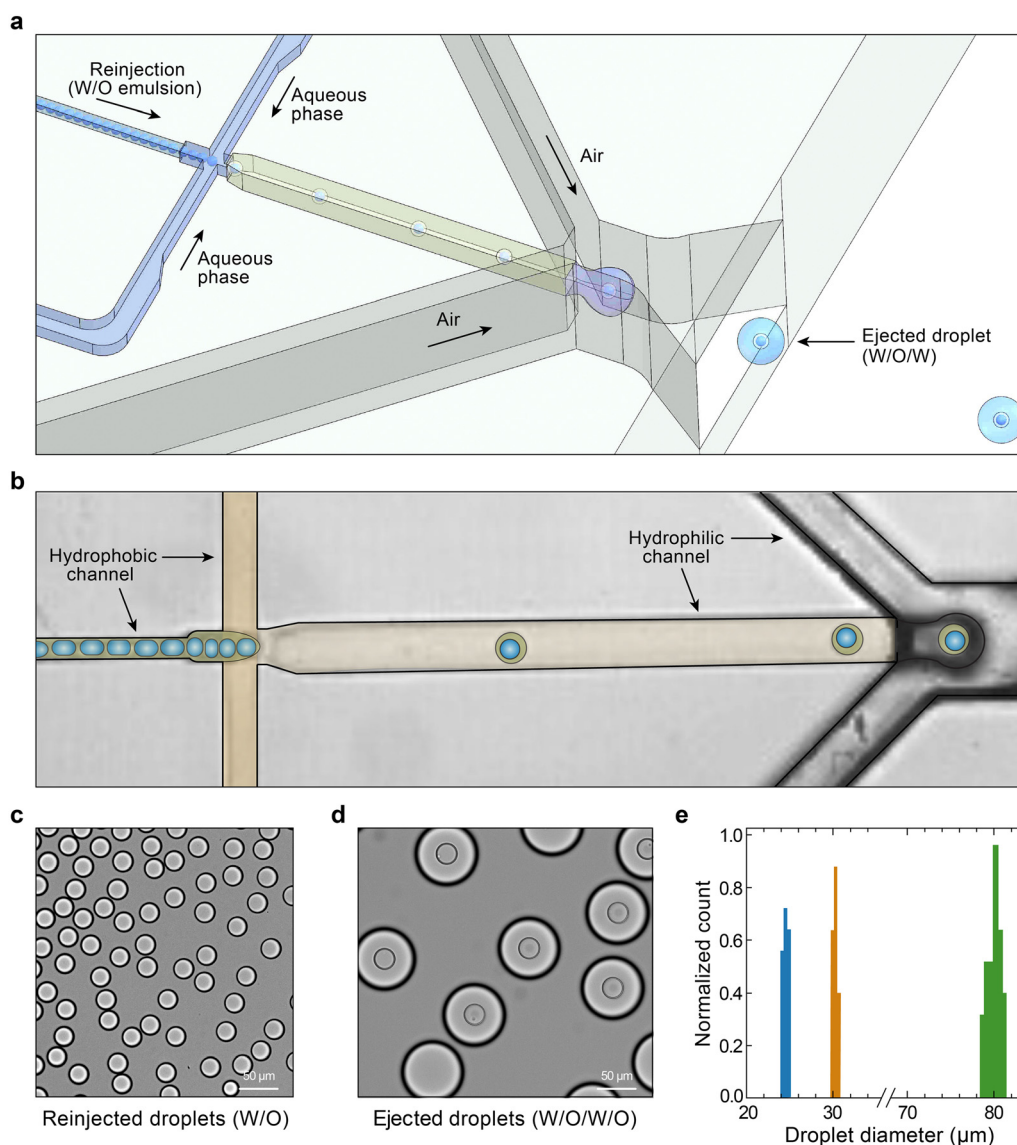 a
Reinjection
(W/O emulsion)
Aqueous
phase
Air
Aqueous
phase
Air
Ejected droplet
(W/O/W)
b
Hydrophobic
channel
Hydrophilic
channel
c
50 µm
Reinjected droplets (W/O)
d
50 µm
Ejected droplets (W/O/W/O)
e
Normalized count
1.0
0.8
0.6
0.4
0.2
0.0
20 30 70 80
Droplet diameter (µm)